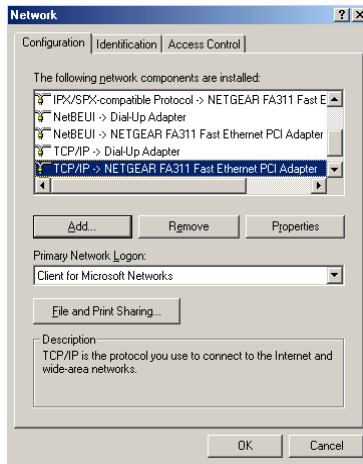 Network
Configuration Identification Access Control
The following network components are installed:
IPX/SPX-compatible Protocol -> NETGEAR FA311 Fast E
NetBEUI -> Dial-Up Adapter
NetBEUI -> NETGEAR FA311 Fast Ethernet PCI Adapter
TCP/IP -> Dial-Up Adapter
TCP/IP -> NETGEAR FA311 Fast Ethernet PCI Adapter
Add... Remove Properties
Primary Network Logon:
Client for Microsoft Networks
File and Print Sharing...
Description
TCP/IP is the protocol you use to connect to the Internet and
wide-area networks.
OK Cancel